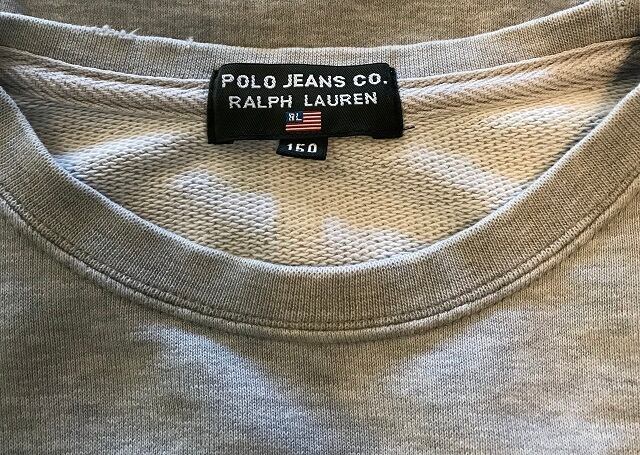 POLO JEANS CO.
RALPH LAUREN
RL
150